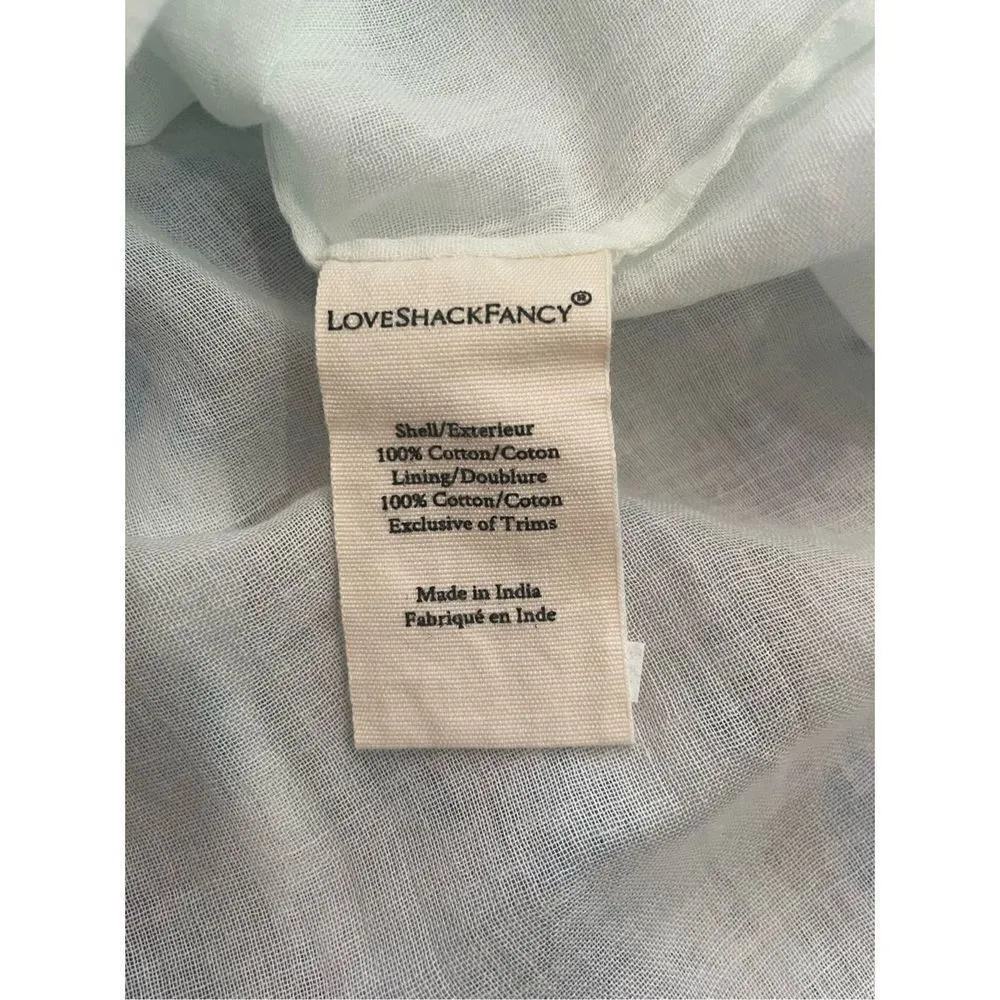 LOVESHACKFANCY®
Shell/Exterieur
100% Cotton/Coton
Lining/Doublure
100% Cotton/Coton
Exclusive of Trims
Made in India
Fabriqué en Inde